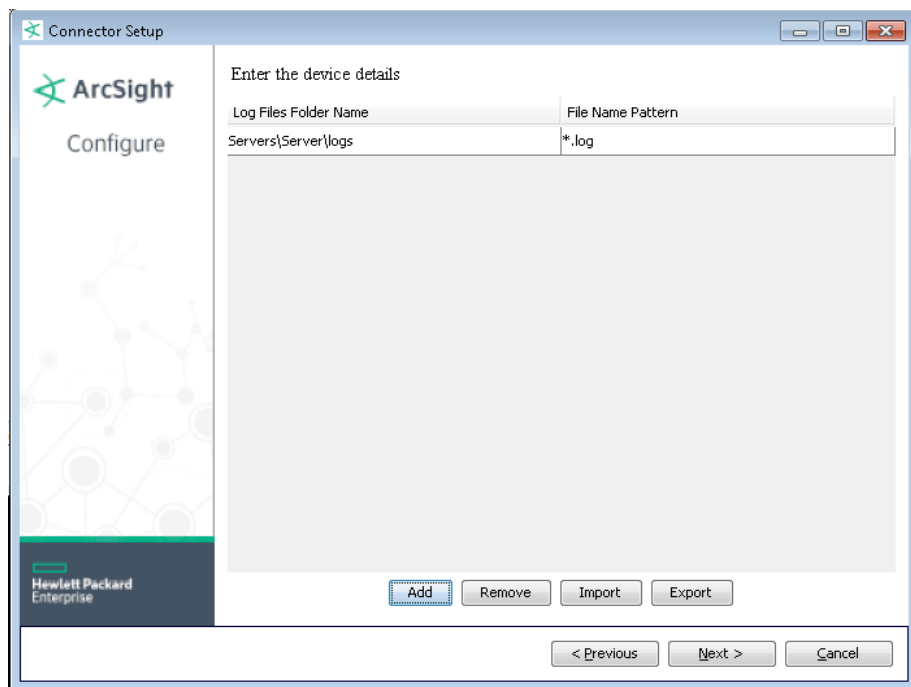 Connector Setup
ArcSight
Configure
Enter the device details
Log Files Folder Name File Name Pattern
Servers\Server\logs *.log
Hewlett Packard
Enterprise
Add Remove Import Export
< Previous Next > Cancel